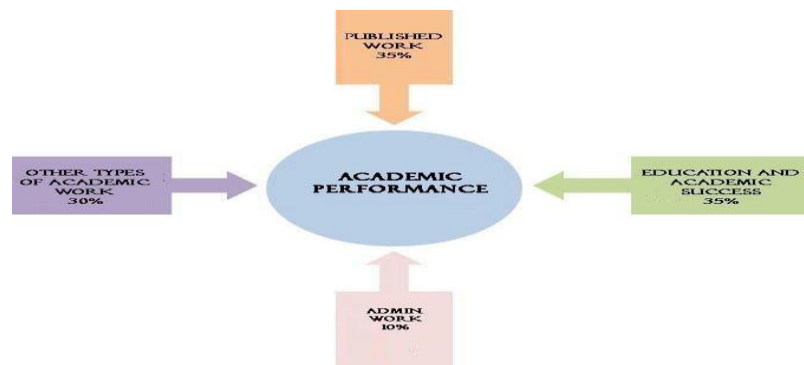 PUBLISHED
WORK
35%
OTHER TYPES
OF ACADEMIC
WORK
30%
ACADEMIC
PERFORMANCE
EDUCATION AND
ACADEMIC
SUCCESS
35%
ADMIN
WORK
10%